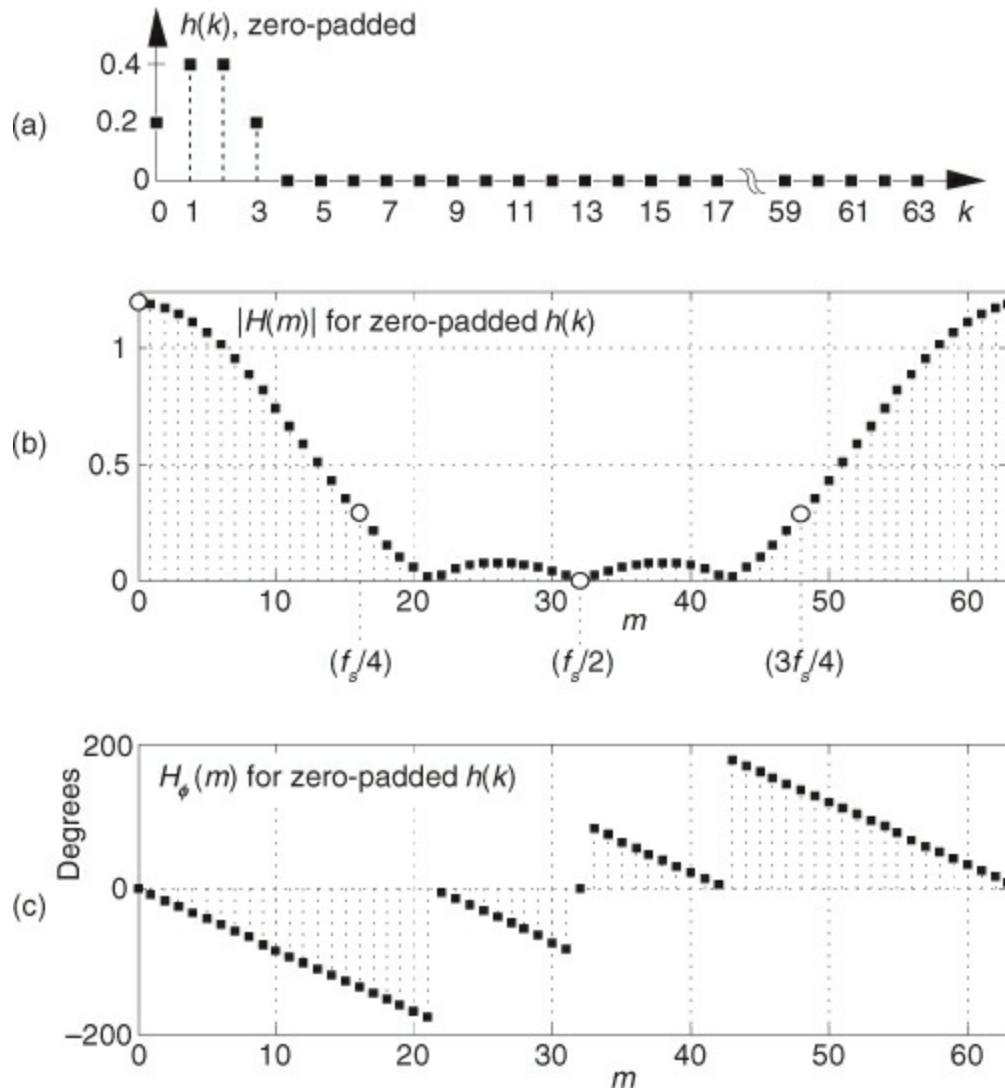 h(k), zero-padded
0.4
(a)
0.2
0
0 1 3 5 7 9 11 13 15 17 59 61 63 k
|H(m)| for zero-padded h(k)
1
(b)
0.5
0
0 10 20 30 40 50 60
m
(fs/4) (fs/2) (3fs/4)
200
Hϕ(m) for zero-padded h(k)
Degrees
0
(c)
–200
0 10 20 30 40 50 60
m